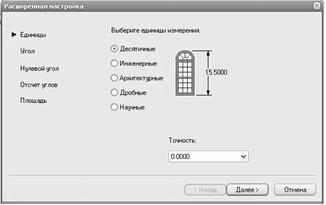 Расширенная настройка
Единицы
Угол
Нулевой угол
Отсчет углов
Площадь
Выберите единицы измерения.
Десятичные
Инженерные
Архитектурные
Дробные
Научные
15.5000
Точность:
0.0000
< Назад
Далее >
Отмена